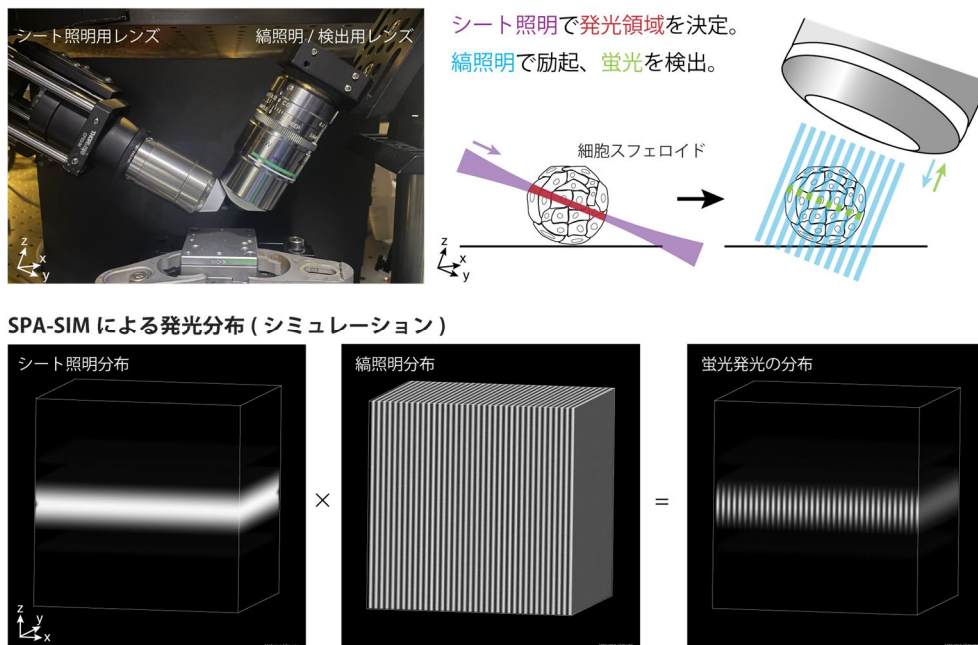 シート照明用レンズ
縞照明 / 検出用レンズ
z
x
y
シート照明で発光領域を決定。
縞照明で励起、蛍光を検出。
細胞スフェロイド
z
x
y
SPA-SIM による発光分布 ( シミュレーション )
シート照明分布
z
y
x
×
縞照明分布
=
蛍光発光の分布